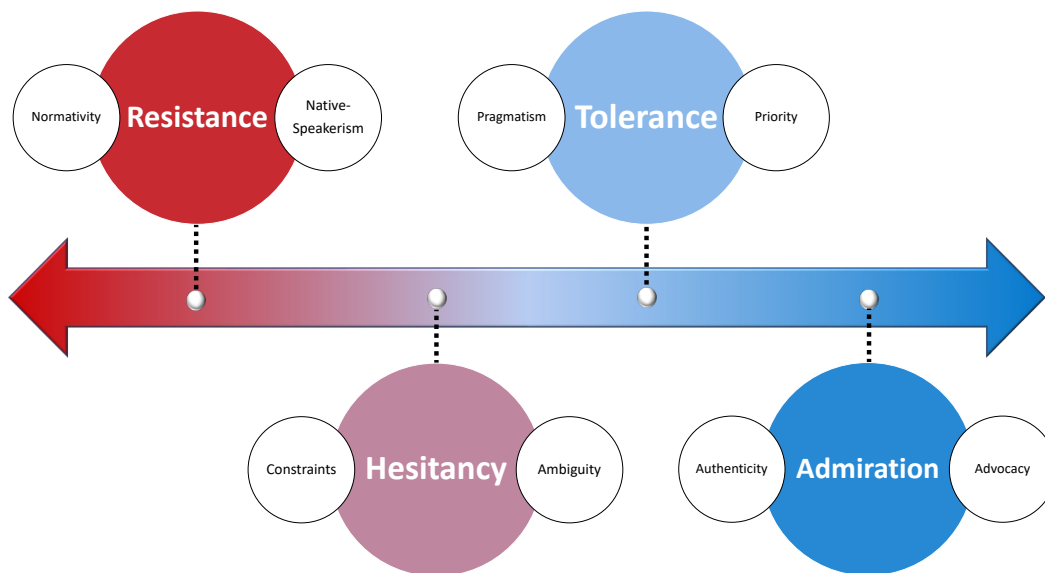 Normativity
Resistance
Native-
Speakerism
Pragmatism
Tolerance
Priority
Constraints
Hesitancy
Ambiguity
Authenticity
Admiration
Advocacy